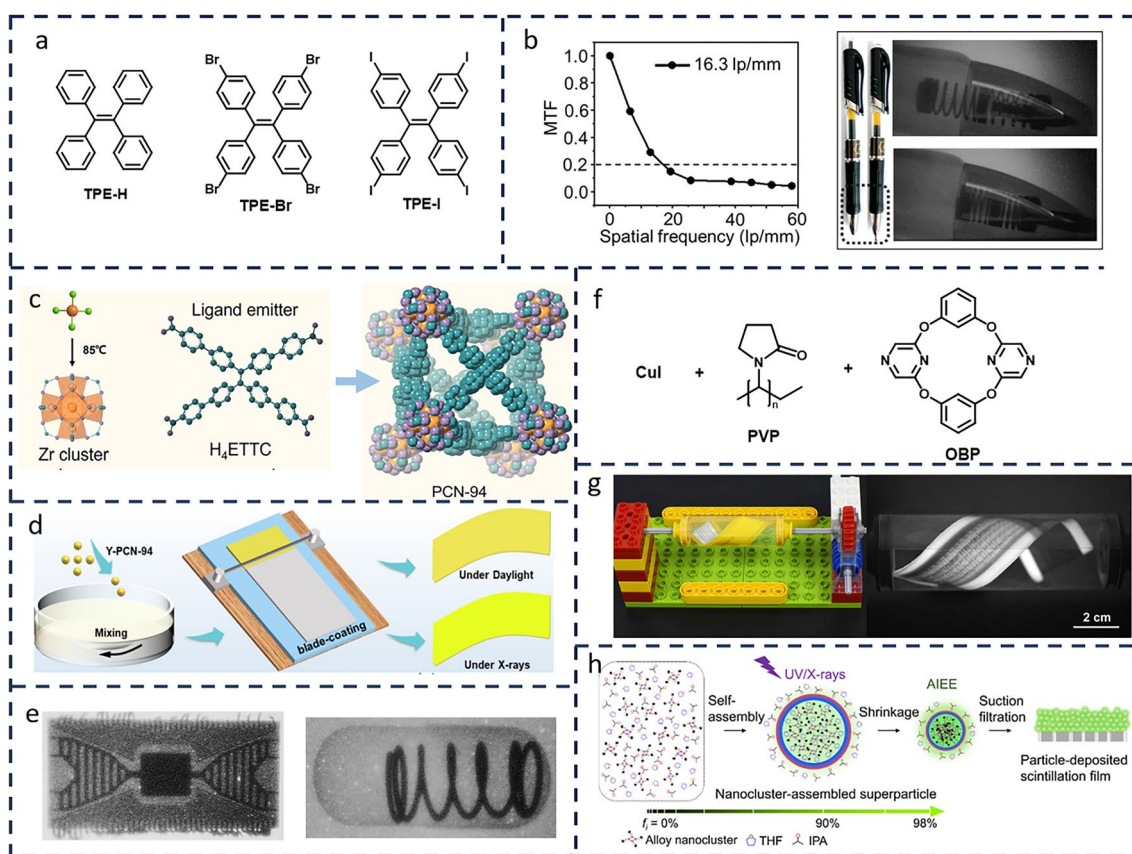 a
Br
Br
I
I
Br
Br
I
I
TPE-H
TPE-Br
TPE-I
b
16.3 lp/mm
MTF
1.0
0.8
0.6
0.4
0.2
0.0
0
20
40
60
Spatial frequency (lp/mm)
c
85℃
Zr cluster
Ligand emitter
H₄ETTC
PCN-94
d
Y-PCN-94
Mixing
blade-coating
Under Daylight
Under X-rays
e
f
CuI
+
N
O
n
PVP
+
O
O
N
N
N
N
O
O
OBP
g
2 cm
h
Self-
assembly
UV/X-rays
Shrinkage
AIEE
Suction
filtration
Particle-deposited
scintillation film
Nanocluster-assembled superparticle
fᵢ = 0%
90%
98%
Alloy nanocluster
THF
IPA